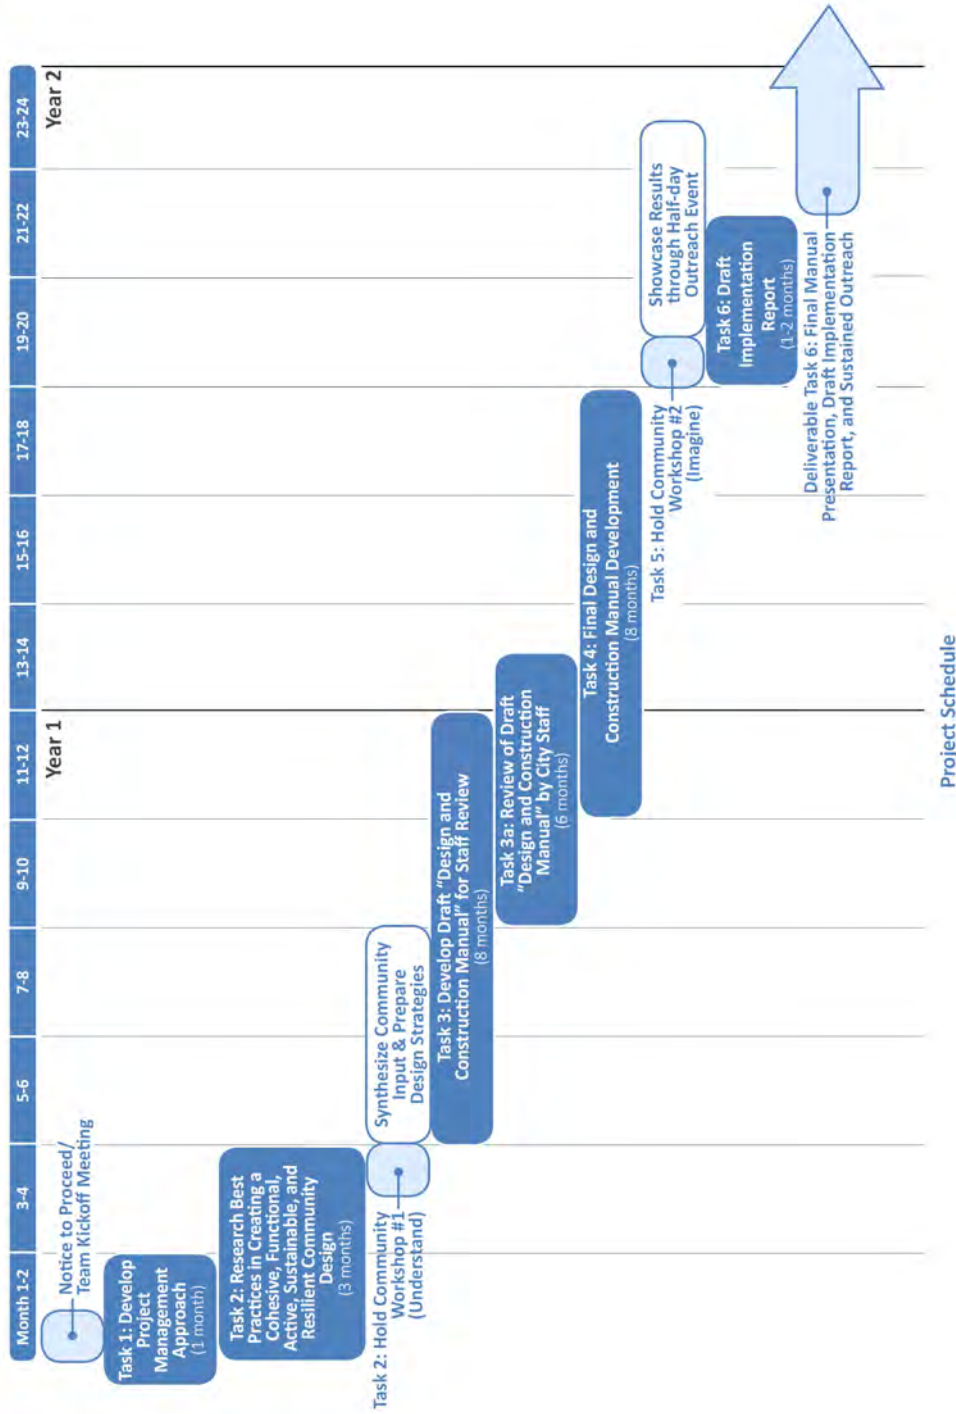 Month 1-2
3-4
5-6
7-8
9-10
11-12
13-14
15-16
17-18
19-20
21-22
23-24
Year 1
Year 2
Notice to Proceed/
Team Kickoff Meeting
Task 1: Develop
Project
Management
Approach
(1 month)
Task 2: Research Best
Practices in Creating a
Cohesive, Functional,
Active, Sustainable, and
Resilient Community
Design
(3 months)
Task 2: Hold Community
Workshop #1
(Understand)
Synthesize Community
Input & Prepare
Design Strategies
Task 3: Develop Draft "Design and
Construction Manual" for Staff Review
(8 months)
Task 3a: Review of Draft
"Design and Construction
Manual" by City Staff
(6 months)
Task 4: Final Design and
Construction Manual Development
(8 months)
Task 5: Hold Community
Workshop #2
(Imagine)
Showcase Results
through Half-day
Outreach Event
Task 6: Draft
Implementation
Report
(1-2 months)
Deliverable Task 6: Final Manual
Presentation, Draft Implementation
Report, and Sustained Outreach
Project Schedule